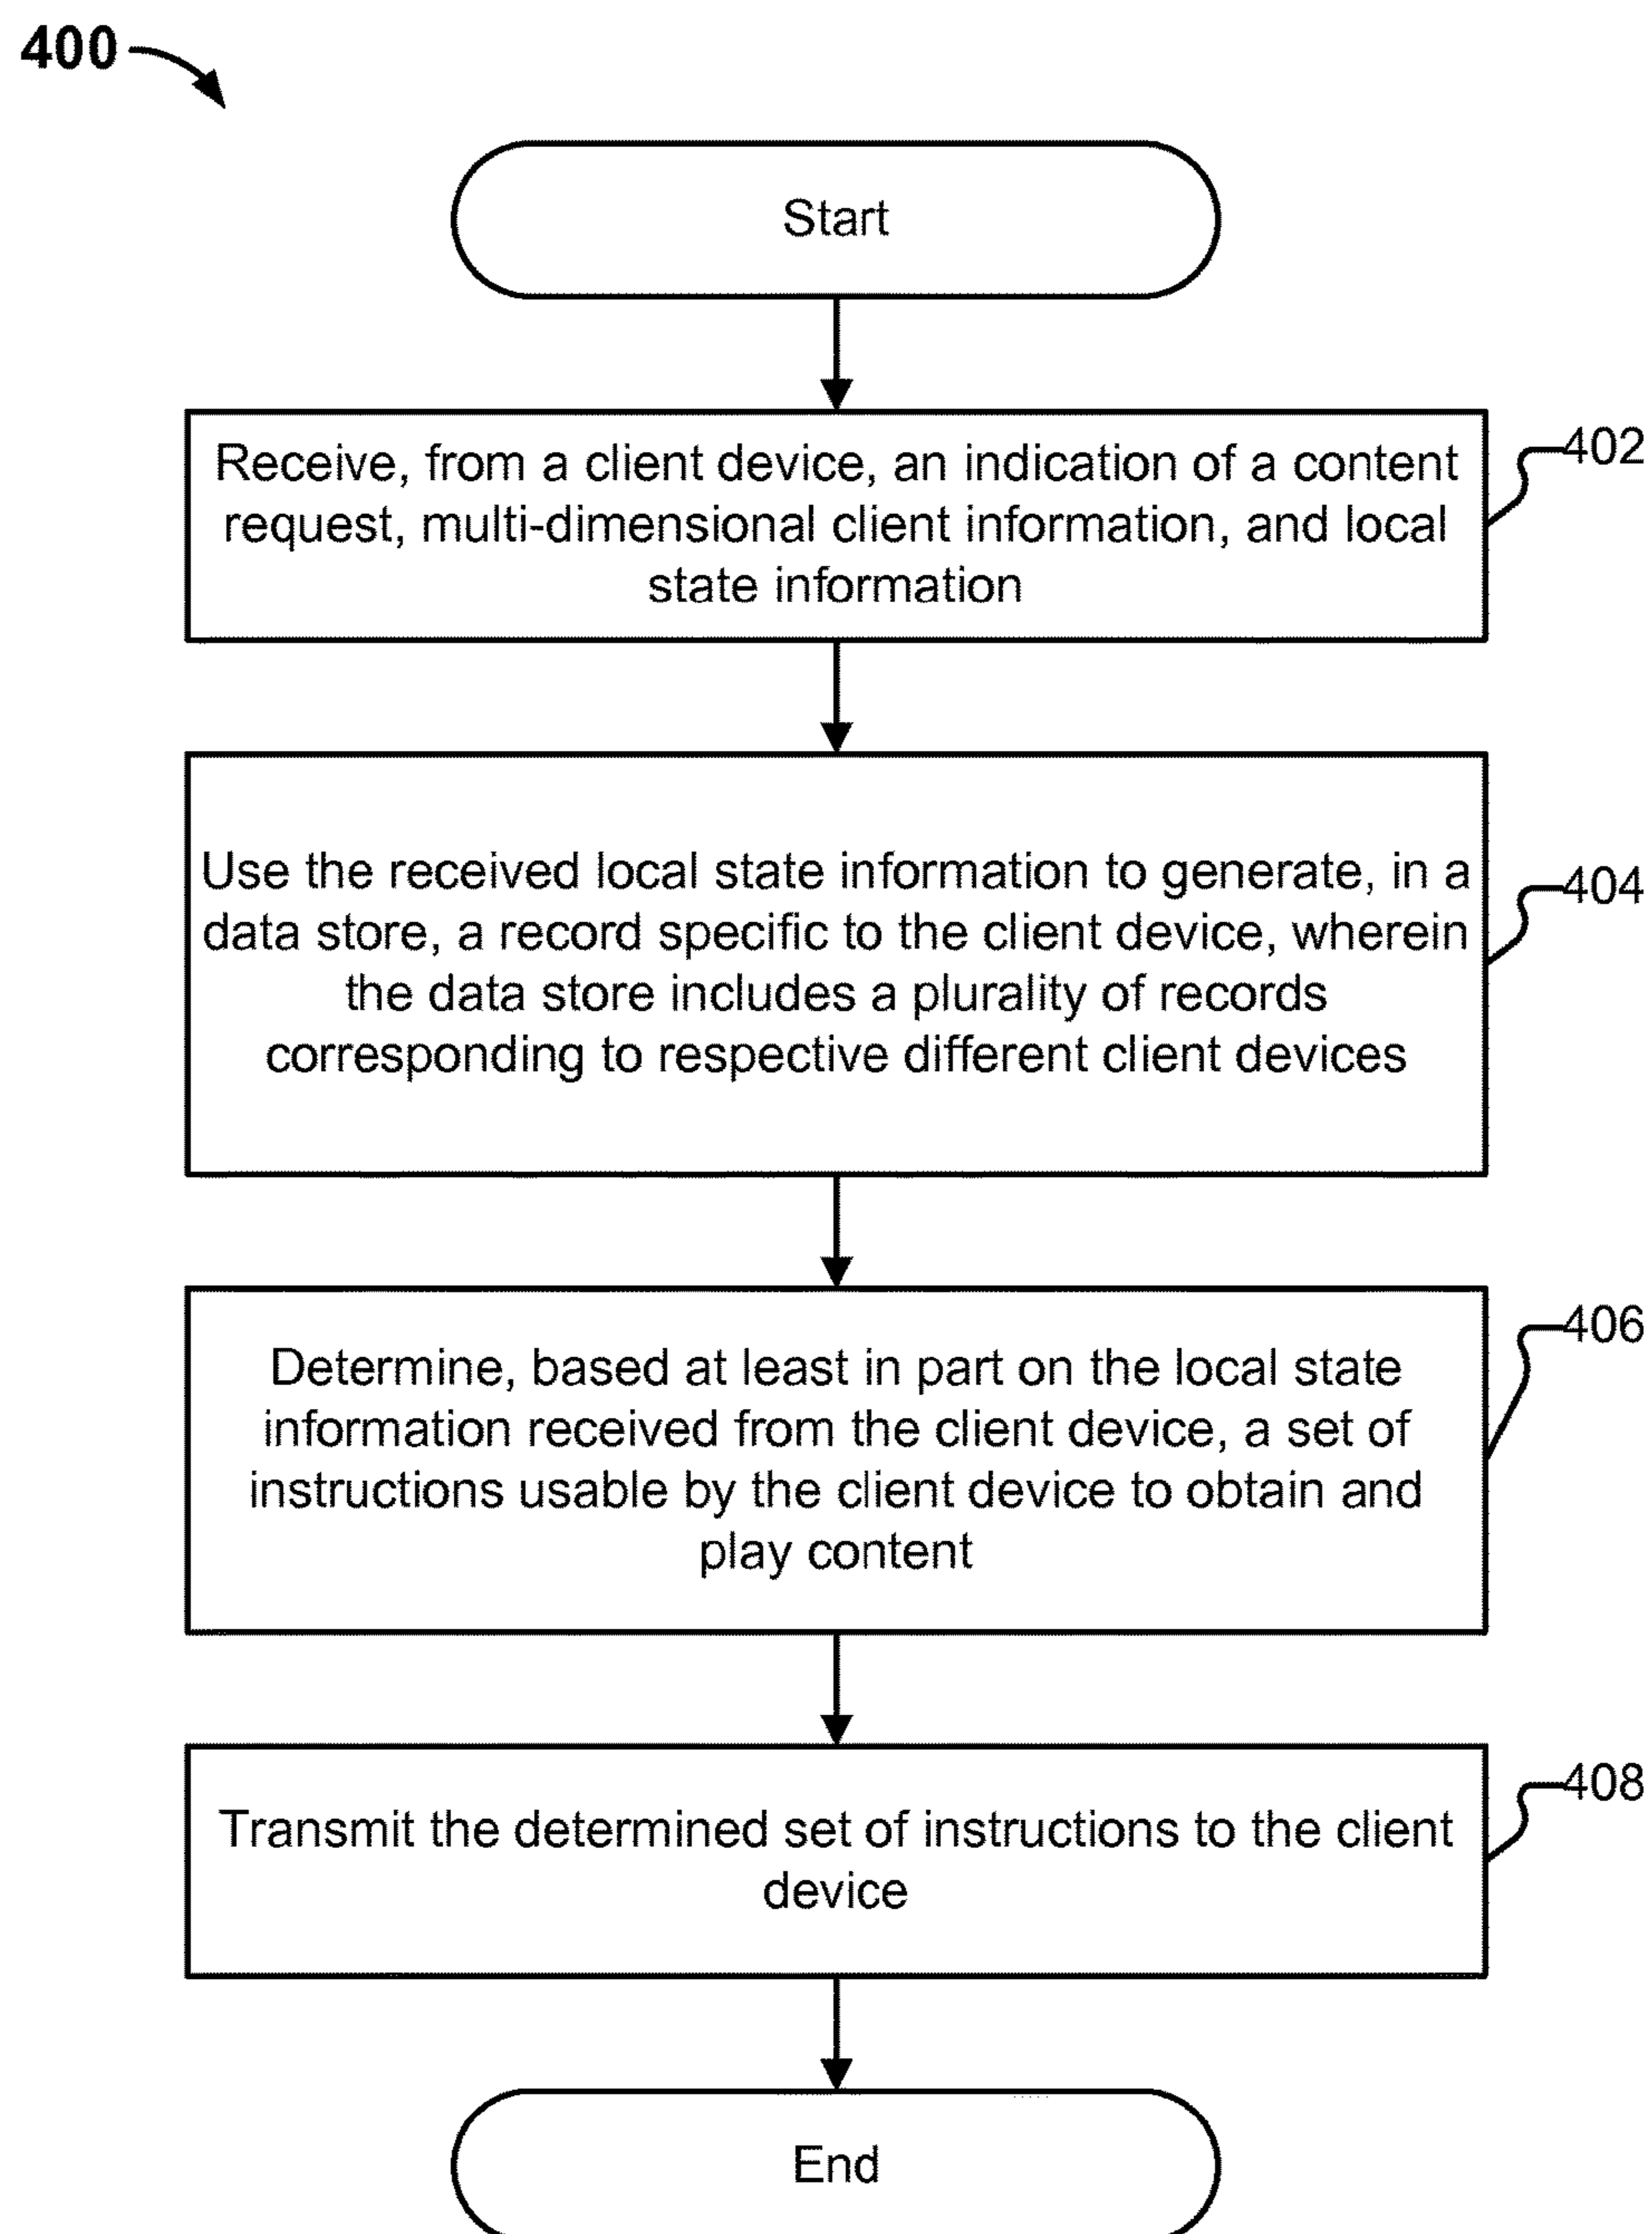 400
Start
Receive, from a client device, an indication of a content
request, multi-dimensional client information, and local
state information
402
Use the received local state information to generate, in a
data store, a record specific to the client device, wherein
the data store includes a plurality of records
corresponding to respective different client devices
404
Determine, based at least in part on the local state
information received from the client device, a set of
instructions usable by the client device to obtain and
play content
406
Transmit the determined set of instructions to the client
device
408
End